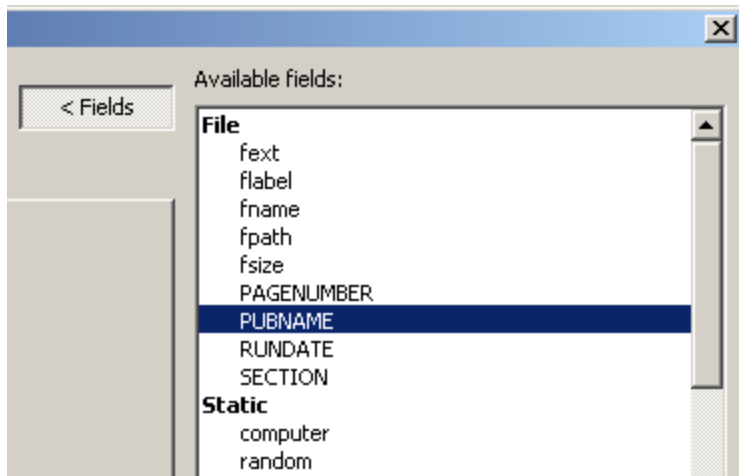 Available fields:
< Fields
File
fext
flabel
fname
fpath
fsize
PAGENUMBER
PUBNAME
RUNDATE
SECTION
Static
computer
random